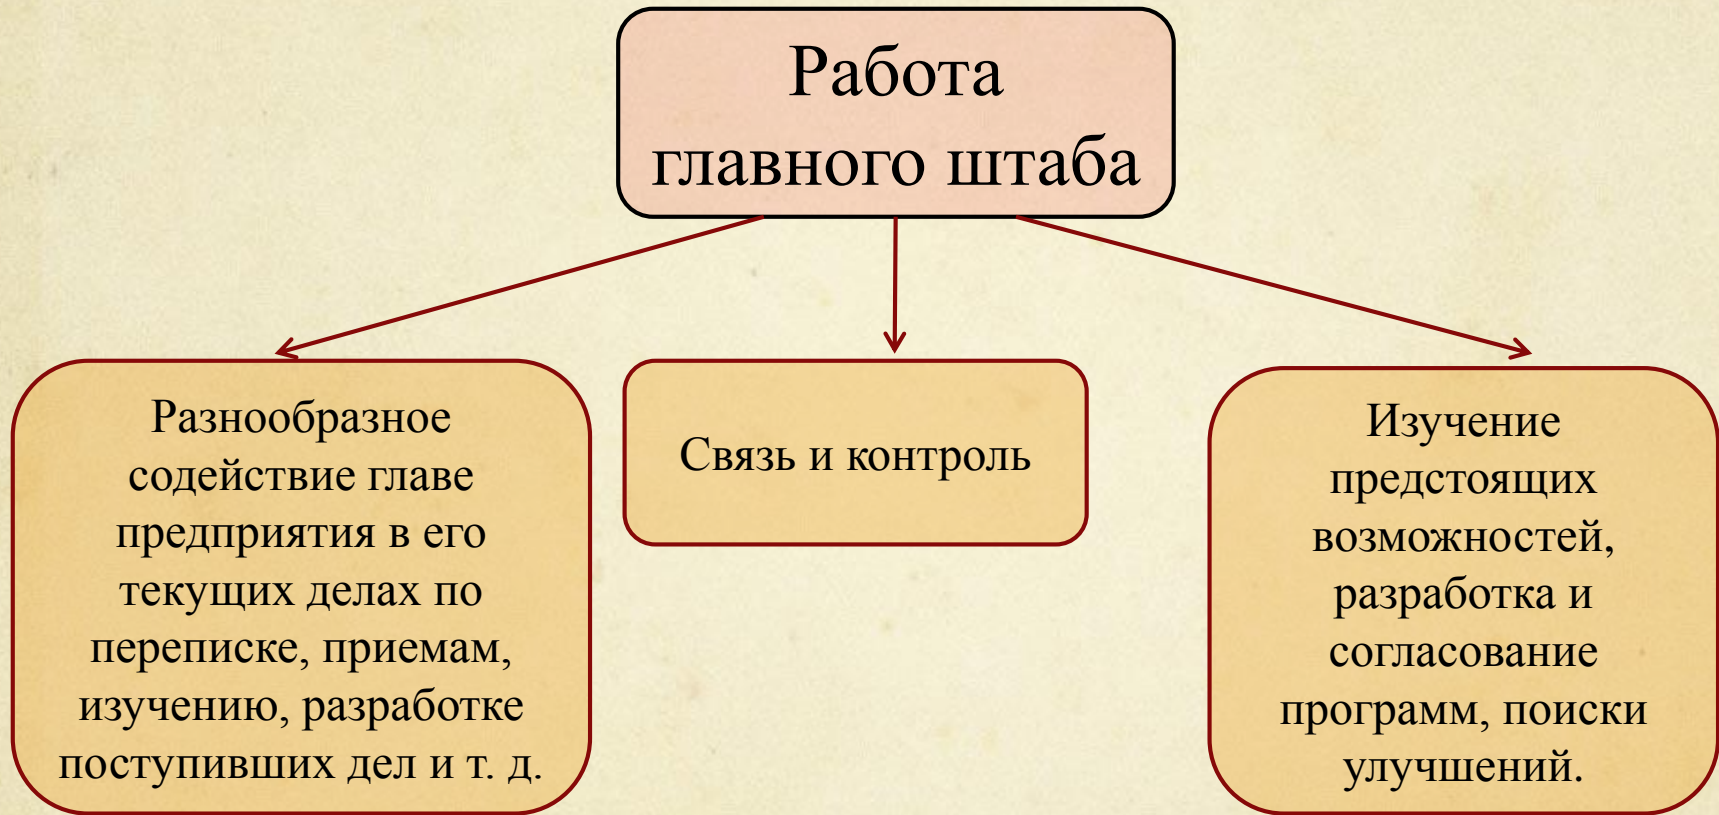 Работа
главного штаба
Разнообразное
содействие главе
предприятия в его
текущих делах по
переписке, приемам,
изучению, разработке
поступивших дел и т. д.
Связь и контроль
Изучение
предстоящих
возможностей,
разработка и
согласование
программ, поиски
улучшений.